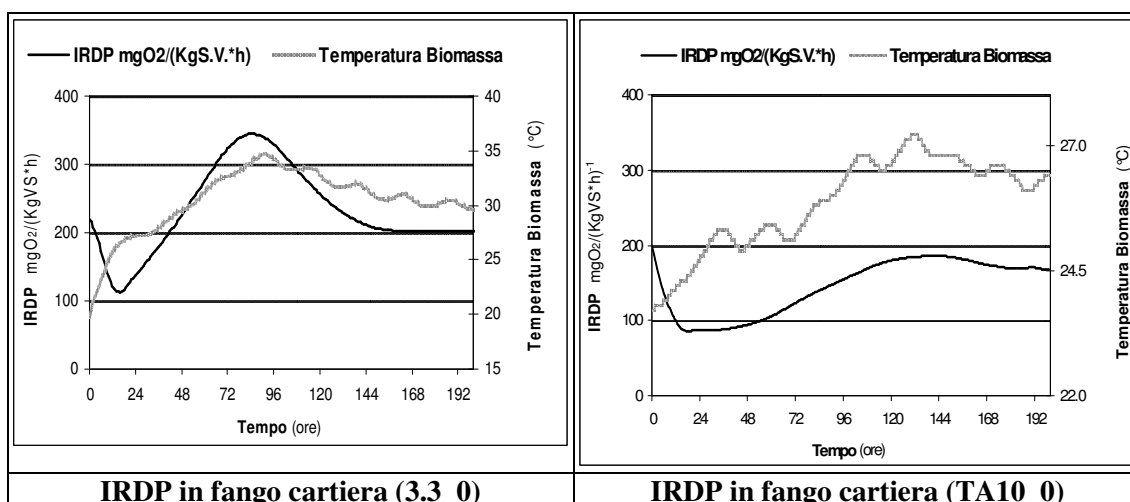 IRDP mgO2/(KgS.V.*h) Temperatura Biomassa
400
300
200
100
0
40
35
30
25
20
15
0 24 48 72 96 120 144 168 192
IRDP mgO2/(KgVS*h)
Temperatura Biomassa (°C)
Tempo (ore)
IRDP in fango cartiera (3.3_0)
IRDP mgO2/(KgS.V.*h) Temperatura Biomassa
400
300
200
100
0
27.0
24.5
22.0
0 24 48 72 96 120 144 168 192
IRDP mgO2/(KgVS*h)-1
Temperatura Biomassa (°C)
Tempo (ore)
IRDP in fango cartiera (TA10_0)